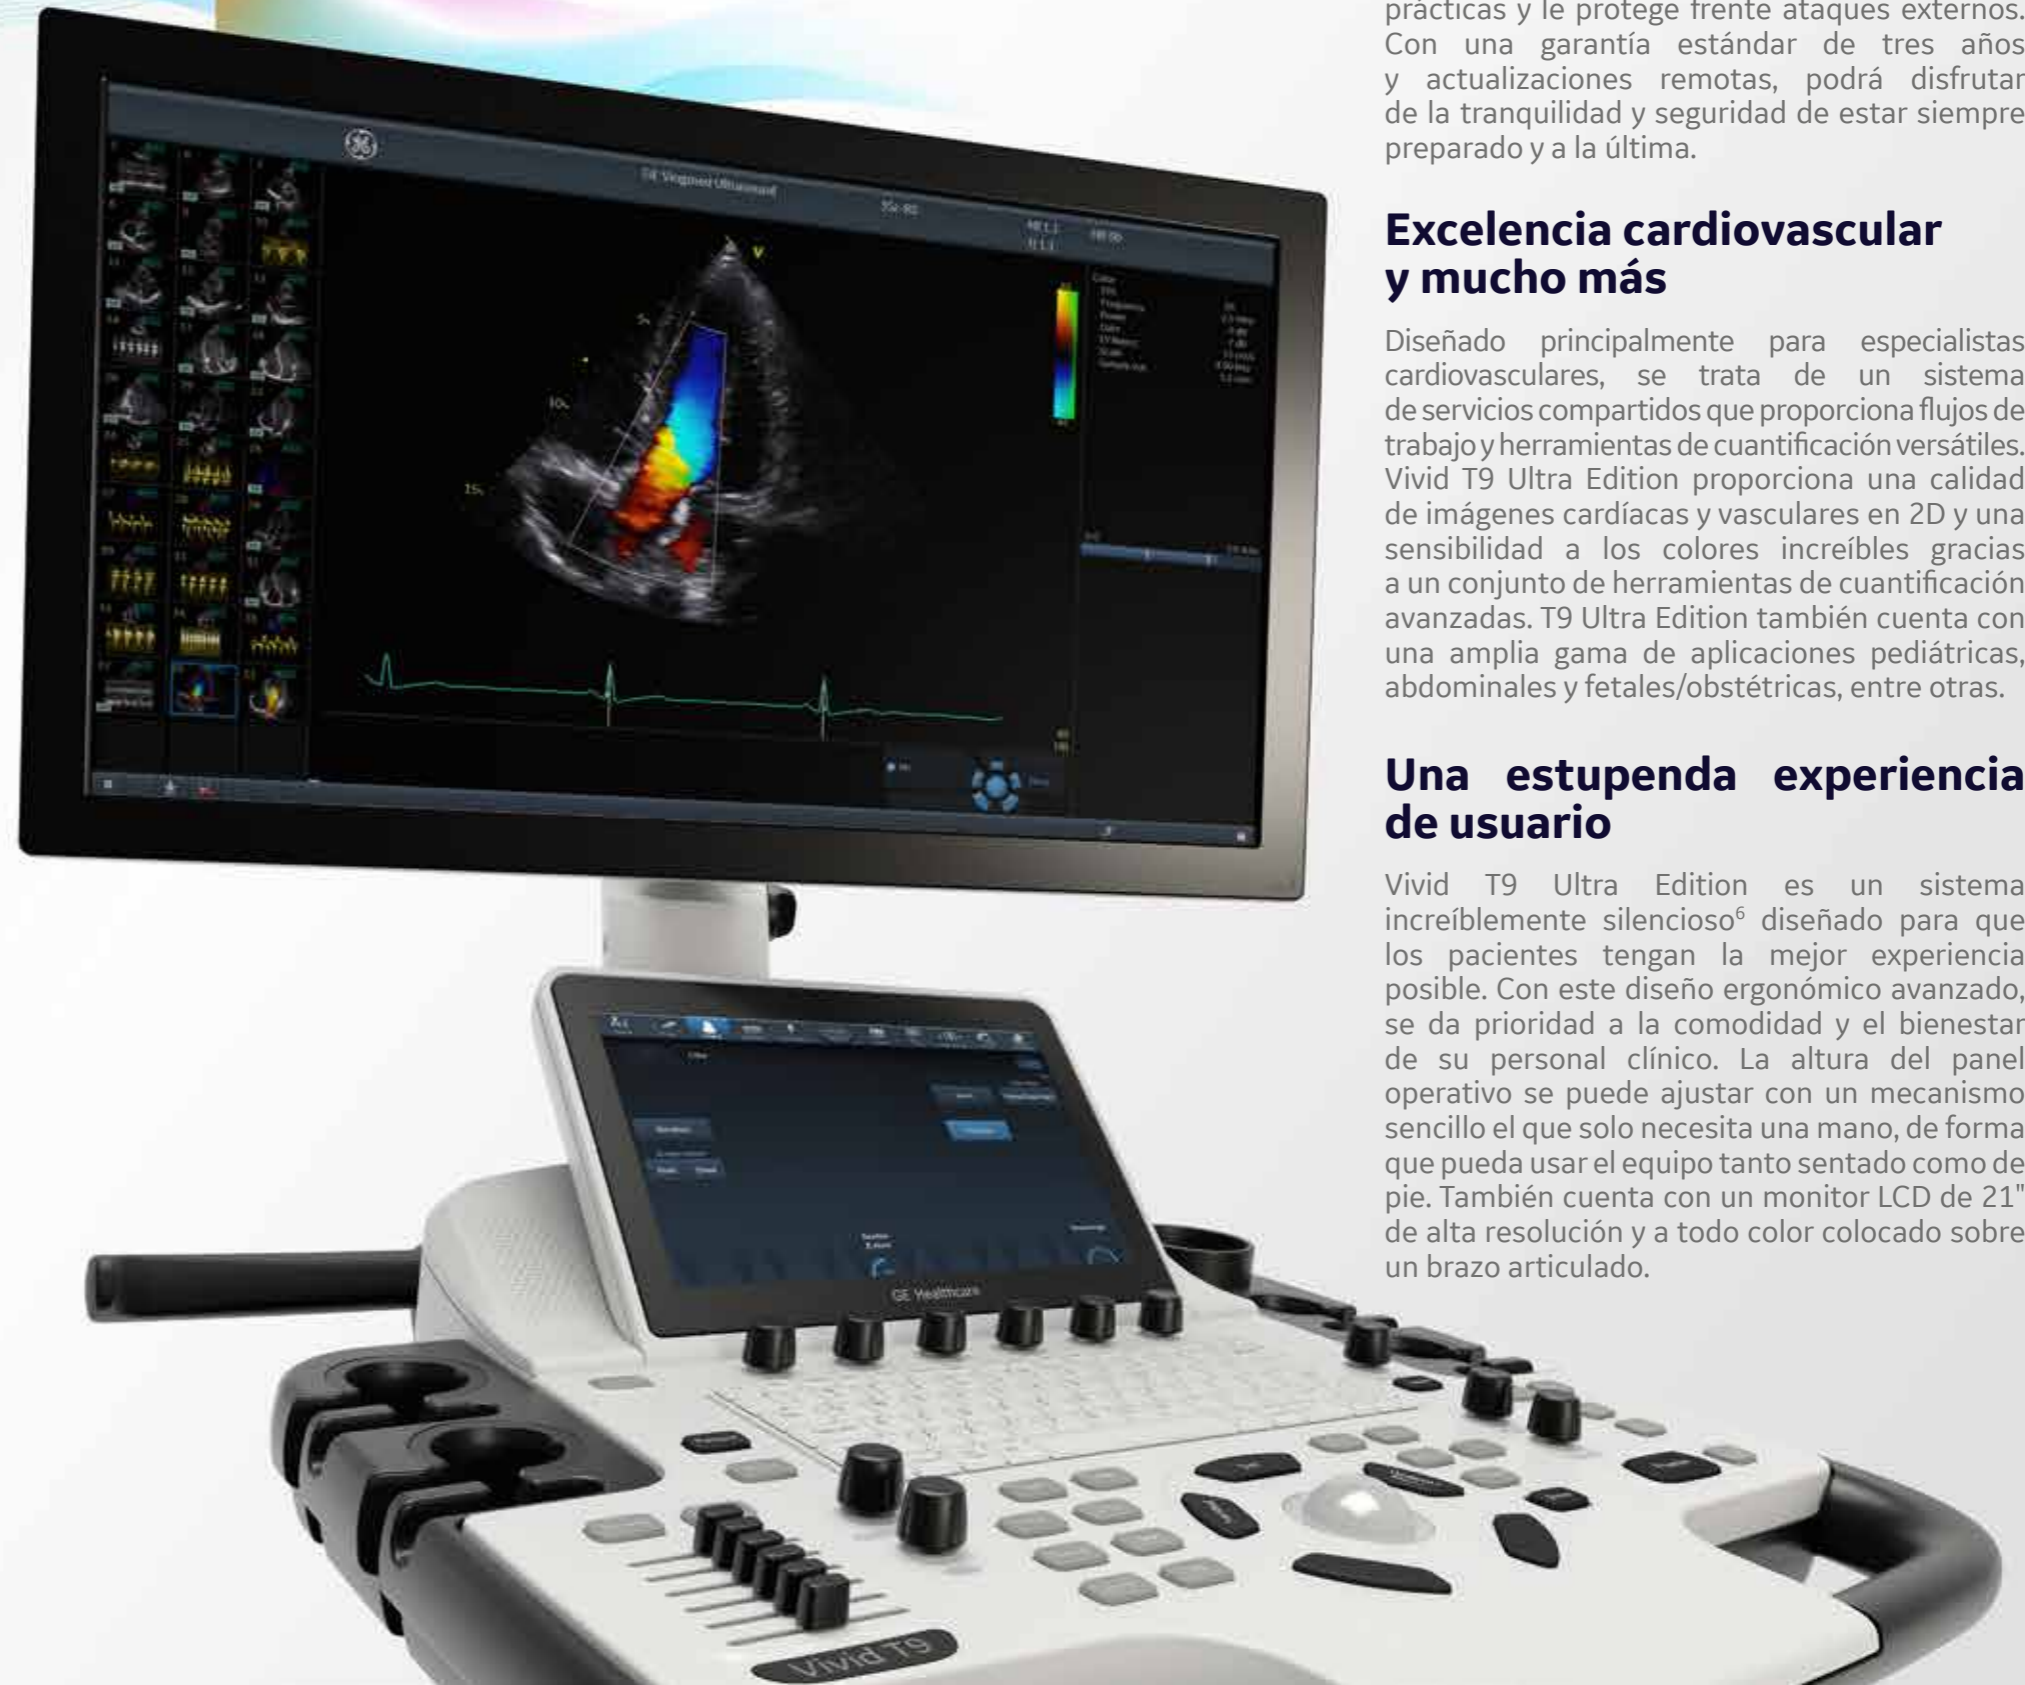 prácticas y le protege frente ataques externos.
Con una garantía estándar de tres años
y actualizaciones remotas, podrá disfrutar
de la tranquilidad y seguridad de estar siempre
preparado y a la última.
Excelencia cardiovascular
y mucho más
Diseñado principalmente para especialistas
cardiovasculares, se trata de un sistema
de servicios compartidos que proporciona flujos de
trabajo y herramientas de cuantificación versátiles.
Vivid T9 Ultra Edition proporciona una calidad
de imágenes cardíacas y vasculares en 2D y una
sensibilidad a los colores increíbles gracias
a un conjunto de herramientas de cuantificación
avanzadas. T9 Ultra Edition también cuenta con
una amplia gama de aplicaciones pediátricas,
abdominales y fetales/obstétricas, entre otras.
Una estupenda experiencia
de usuario
Vivid T9 Ultra Edition es un sistema
increíblemente silencioso⁶ diseñado para que
los pacientes tengan la mejor experiencia
posible. Con este diseño ergonómico avanzado,
se da prioridad a la comodidad y el bienestar
de su personal clínico. La altura del panel
operativo se puede ajustar con un mecanismo
sencillo el que solo necesita una mano, de forma
que pueda usar el equipo tanto sentado como de
pie. También cuenta con un monitor LCD de 21"
de alta resolución y a todo color colocado sobre
un brazo articulado.
GE Vingmed Ultrasound
V
5
10
15
GE Healthcare
Vivid T9